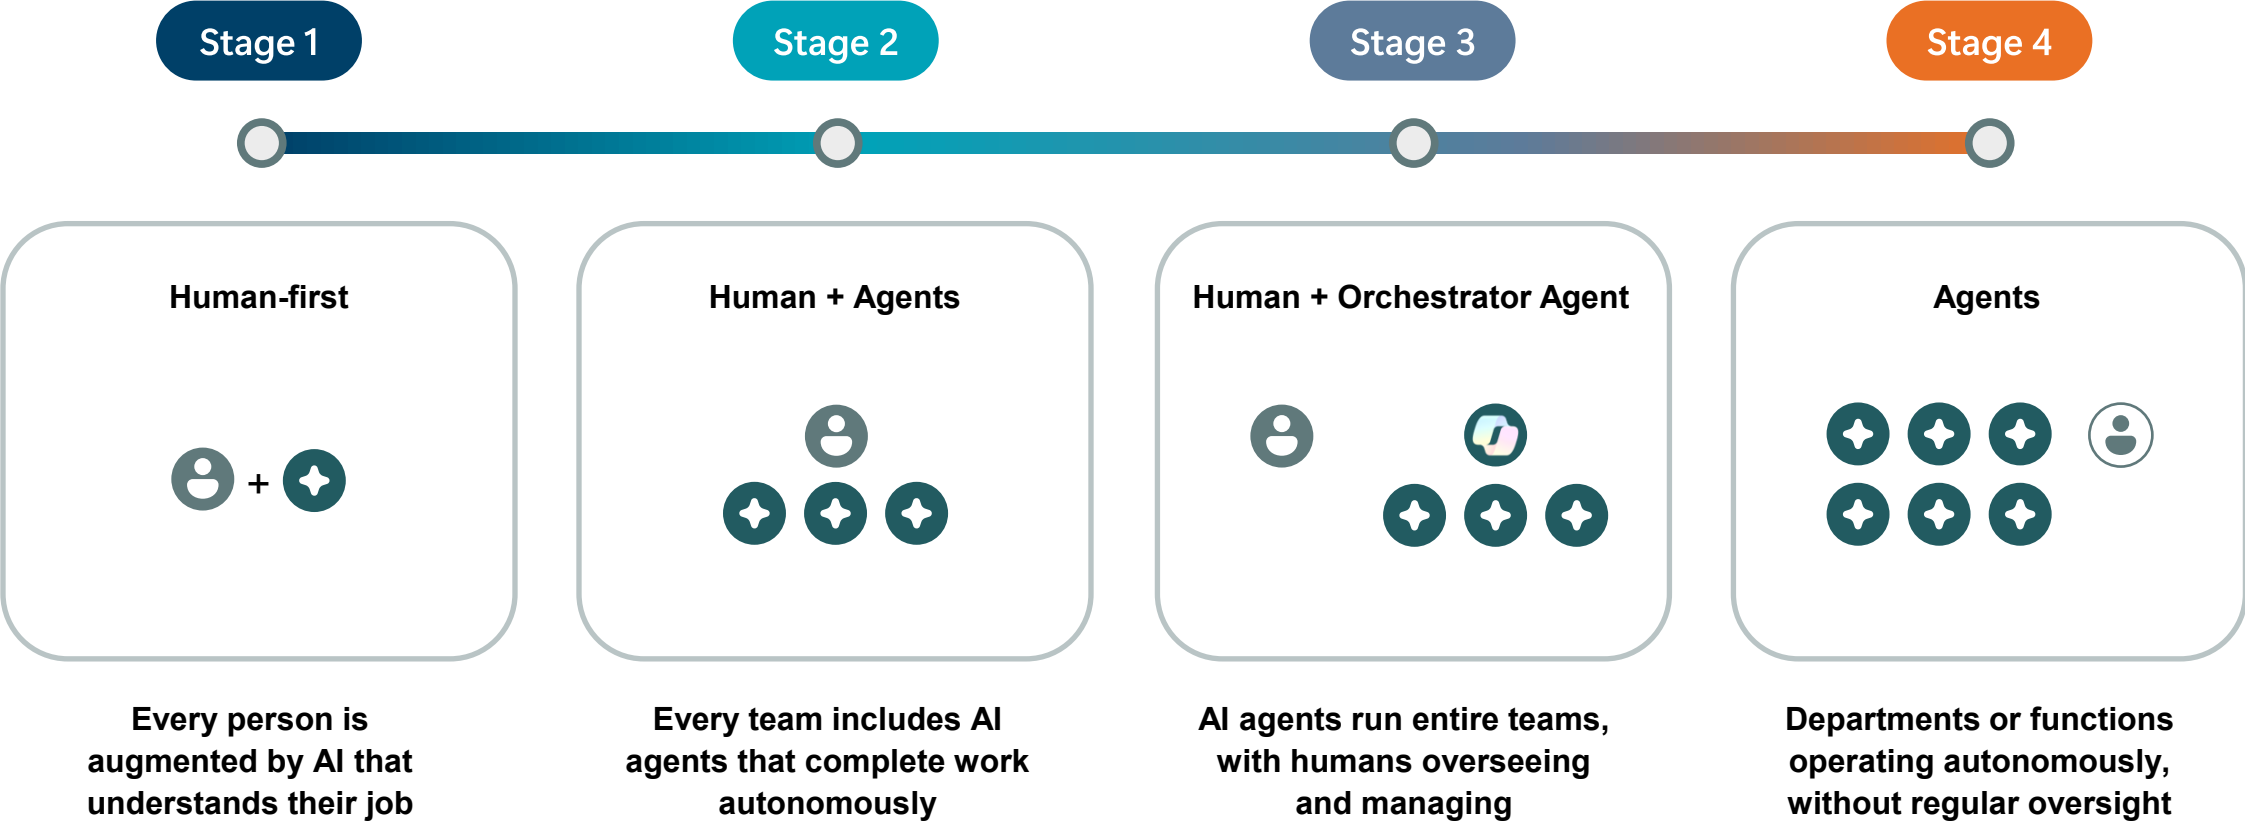 Stage 1
Stage 2
Stage 3
Stage 4
Human-first
+
Human + Agents
Human + Orchestrator Agent
Agents
Every person is
augmented by AI that
understands their job
Every team includes AI
agents that complete work
autonomously
AI agents run entire teams,
with humans overseeing
and managing
Departments or functions
operating autonomously,
without regular oversight